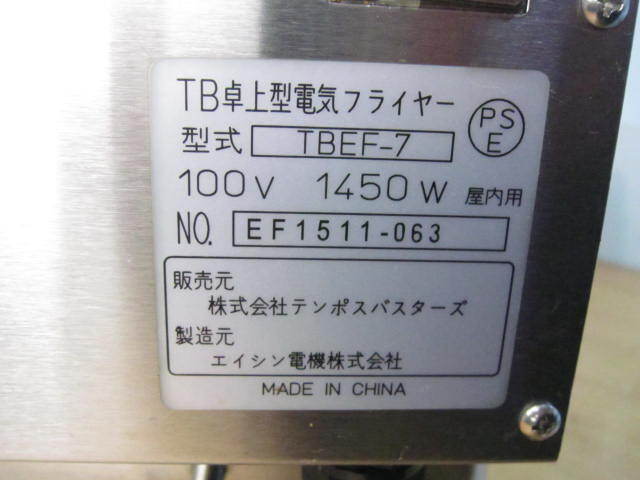 TB卓上型電気フライヤー
型式 TBEF-7 PSE
100V 1450W 屋内用
NO. EF1511-063
販売元
株式会社テンポスバスターズ
製造元
エイシン電機株式会社
MADE IN CHINA